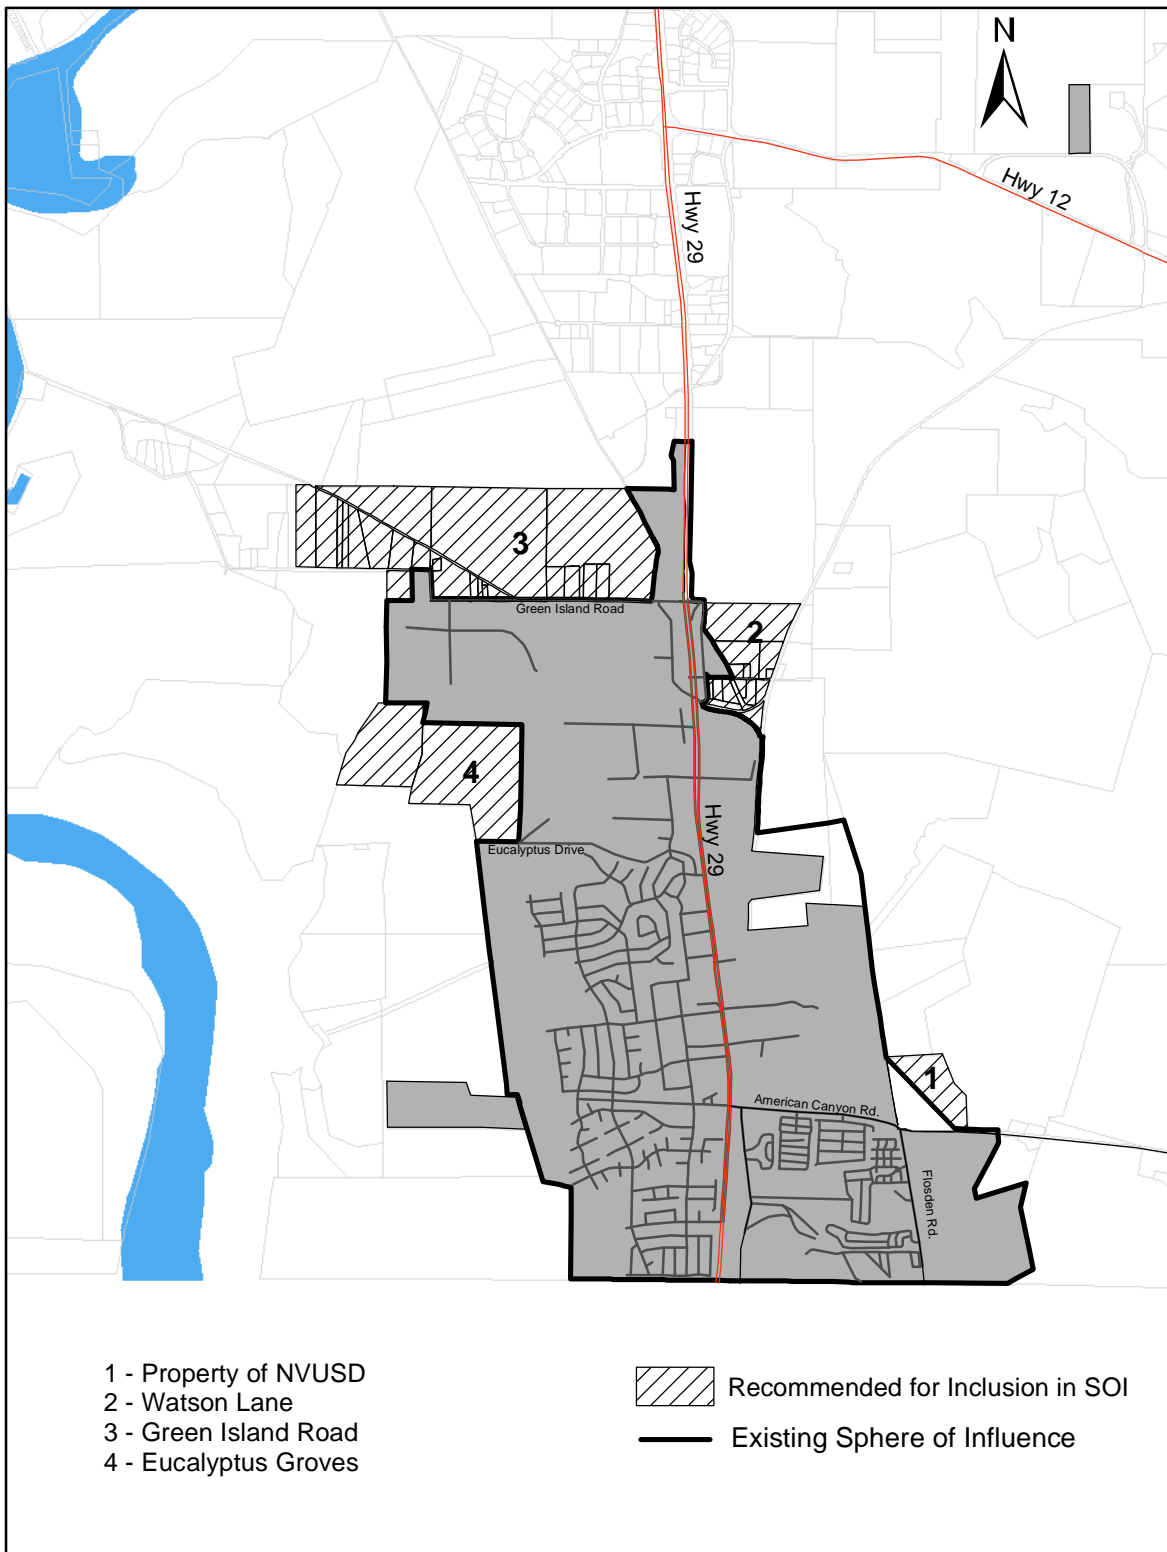 N
Hwy 12
Hwy 29
3
Green Island Road
2
4
Hwy 29
Eucalyptus Drive
1
American Canyon Rd.
Flosden Rd.
1 - Property of NVUSD
2 - Watson Lane
3 - Green Island Road
4 - Eucalyptus Groves
Recommended for Inclusion in SOI
Existing Sphere of Influence